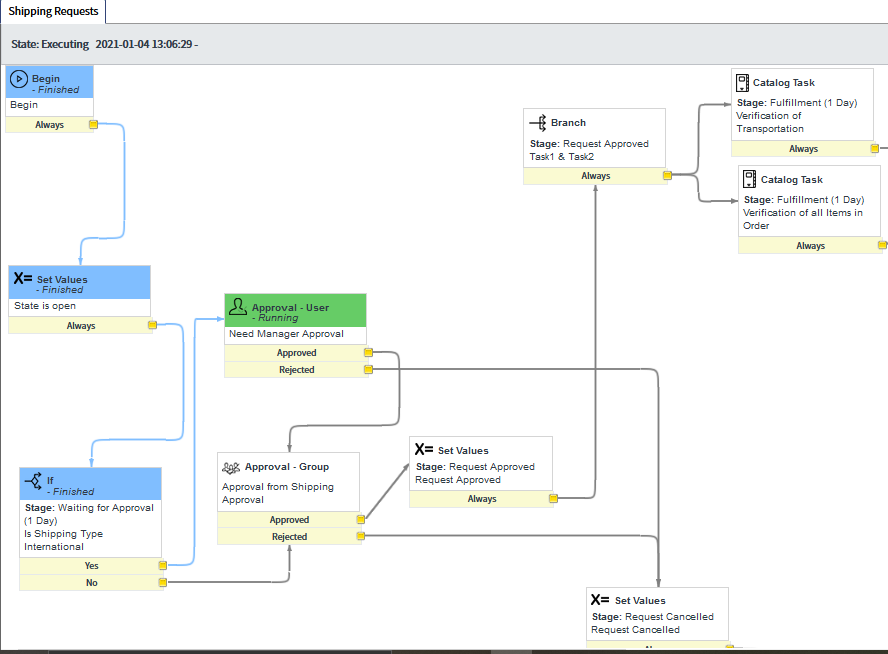 Shipping Requests
State: Executing 2021-01-04 13:06:29 -
Begin
- Finished
Begin
Always
Set Values
- Finished
State is open
Always
If
- Finished
Stage: Waiting for Approval
(1 Day)
Is Shipping Type
International
Yes
No
Approval - User
- Running
Need Manager Approval
Approved
Rejected
Approval - Group
Approval from Shipping
Approval
Approved
Rejected
Set Values
Stage: Request Approved
Request Approved
Always
Branch
Stage: Request Approved
Task1 & Task2
Always
Catalog Task
Stage: Fulfillment (1 Day)
Verification of
Transportation
Always
Catalog Task
Stage: Fulfillment (1 Day)
Verification of all Items in
Order
Always
Set Values
Stage: Request Cancelled
Request Cancelled